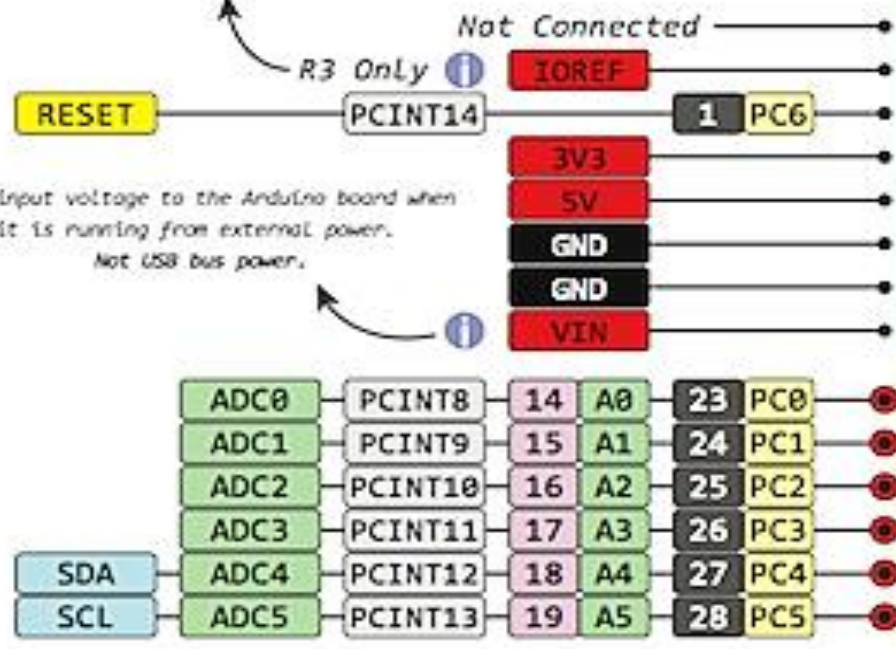 Not Connected
R3 Only i IOREF
RESET PCINT14 1 PC6
3V3
input voltage to the Arduino board when
5V
it is running from external power.
GND
Not USB bus power.
GND
i VIN
ADC0 PCINT8 14 A0 23 PC0
ADC1 PCINT9 15 A1 24 PC1
ADC2 PCINT10 16 A2 25 PC2
ADC3 PCINT11 17 A3 26 PC3
SDA ADC4 PCINT12 18 A4 27 PC4
SCL ADC5 PCINT13 19 A5 28 PC5